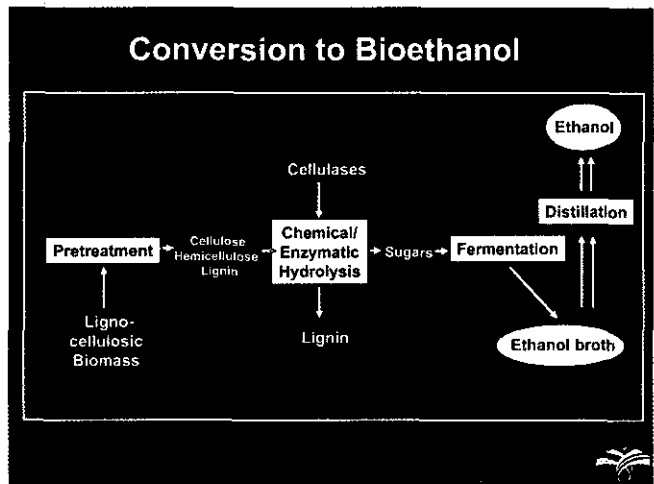 Conversion to Bioethanol
Ethanol
Cellulases
Distillation
Pretreatment
Cellulose
Hemicellulose
Lignin
Chemical/
Enzymatic
Hydrolysis
Sugars
Fermentation
Ligno-
cellulosic
Biomass
Lignin
Ethanol broth